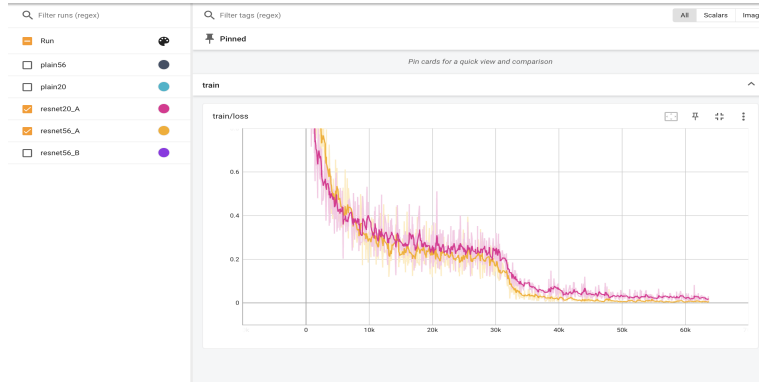 Filter runs (regex)
Run
plain56
plain20
resnet20_A
resnet56_A
resnet56_B
Filter tags (regex)
All Scalars Imag
Pinned
Pin cards for a quick view and comparison
train
train/loss
0.6
0.4
0.2
0
0 10k 20k 30k 40k 50k 60k